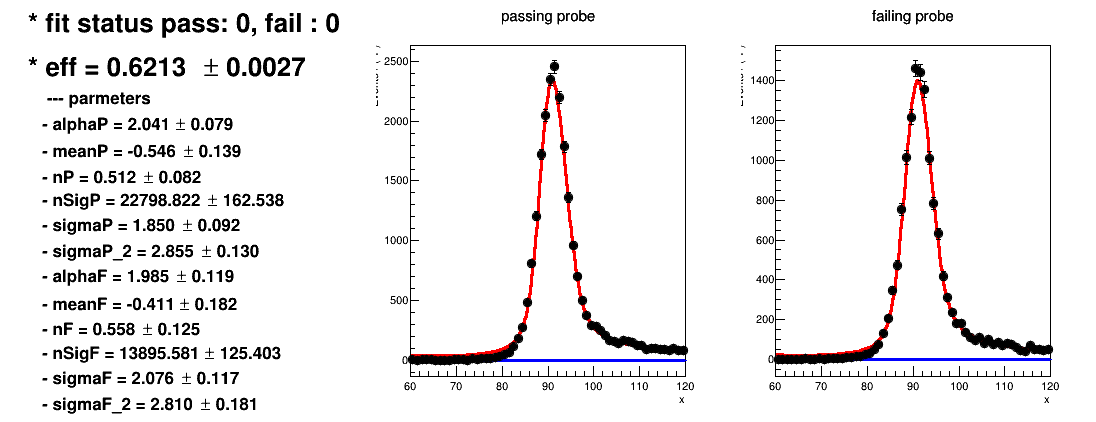 * fit status pass: 0, fail : 0
* eff = 0.6213 ± 0.0027
--- parmeters
- alphaP = 2.041 ± 0.079
- meanP = -0.546 ± 0.139
- nP = 0.512 ± 0.082
- nSigP = 22798.822 ± 162.538
- sigmaP = 1.850 ± 0.092
- sigmaP_2 = 2.855 ± 0.130
- alphaF = 1.985 ± 0.119
- meanF = -0.411 ± 0.182
- nF = 0.558 ± 0.125
- nSigF = 13895.581 ± 125.403
- sigmaF = 2.076 ± 0.117
- sigmaF_2 = 2.810 ± 0.181
passing probe
2500
2000
1500
1000
500
0
60 70 80 90 100 110 120
x
failing probe
1400
1200
1000
800
600
400
200
0
60 70 80 90 100 110 120
x